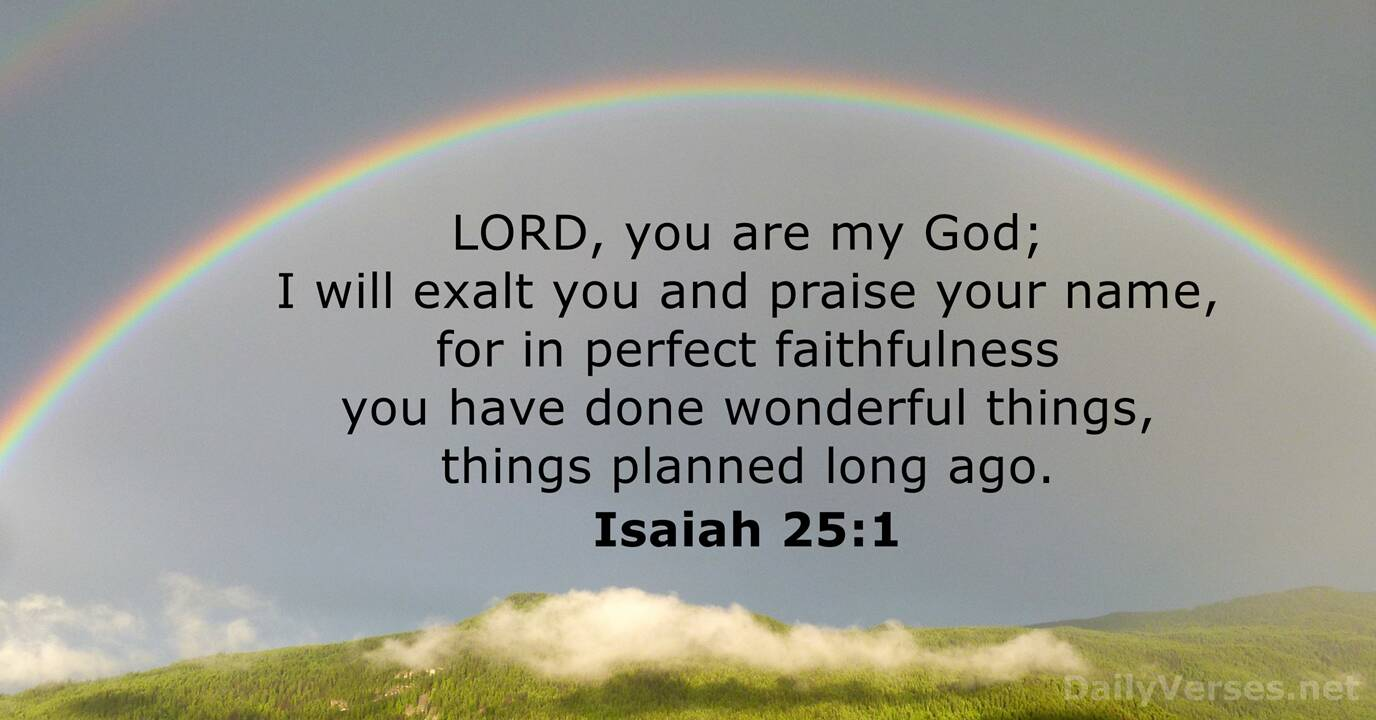 LORD, you are my God;
I will exalt you and praise your name,
for in perfect faithfulness
you have done wonderful things,
things planned long ago.
Isaiah 25:1
DailyVerses.net